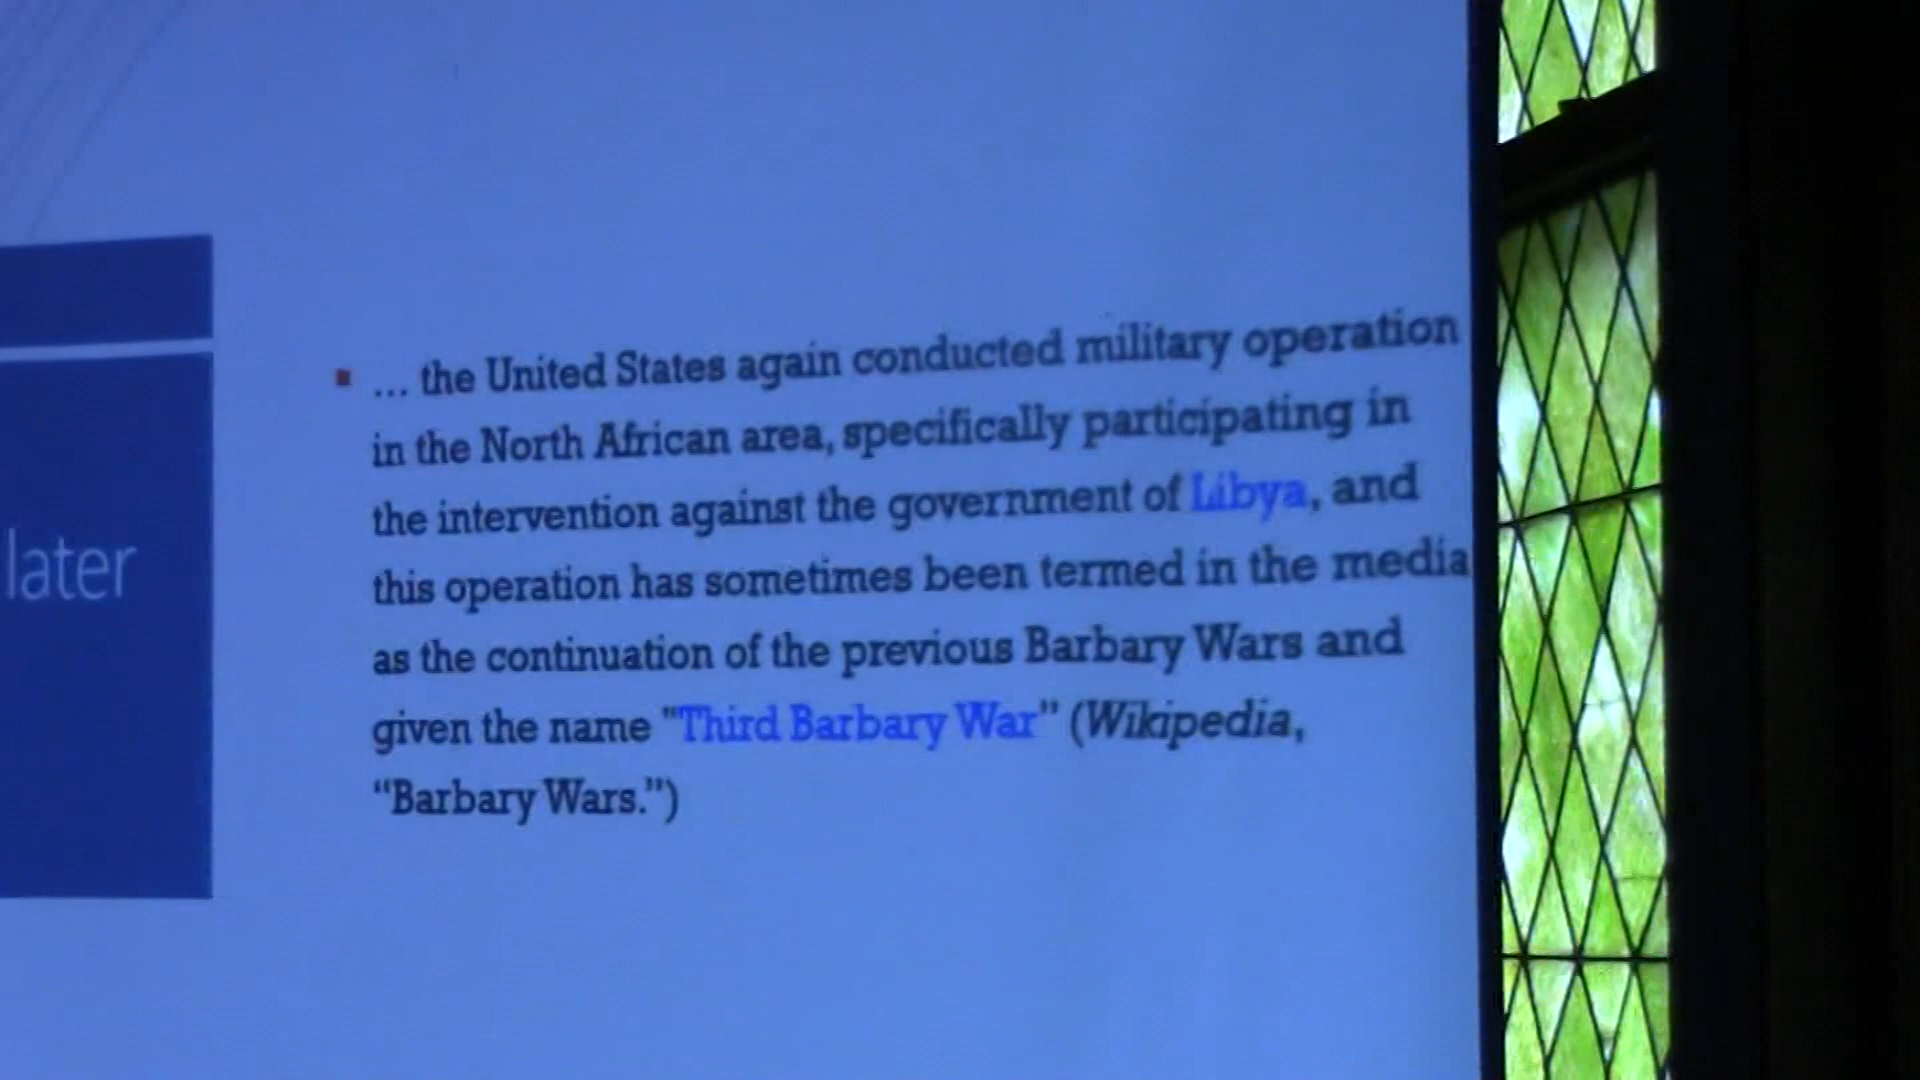 later
... the United States again conducted military operation
in the North African area, specifically participating in
the intervention against the government of Libya, and
this operation has sometimes been termed in the media
as the continuation of the previous Barbary Wars and
given the name "Third Barbary War" (Wikipedia,
“Barbary Wars.”)